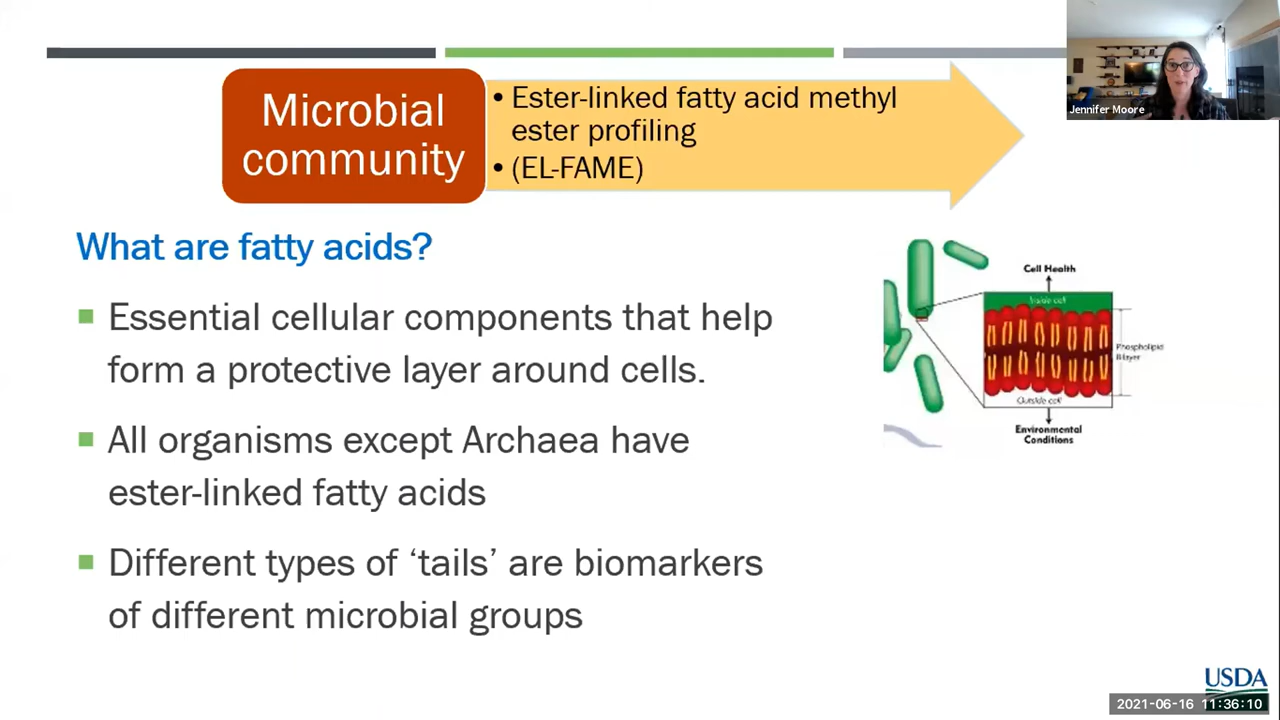 Microbial
community
• Ester-linked fatty acid methyl
ester profiling
• (EL-FAME)
Jennifer Moore
What are fatty acids?
Essential cellular components that help
form a protective layer around cells.
All organisms except Archaea have
ester-linked fatty acids
Different types of ‘tails’ are biomarkers
of different microbial groups
Cell Health
Inside cell
Phospholipid
Bilayer
Outside cell
Environmental
Conditions
USDA
2021-06-16 11:36:10